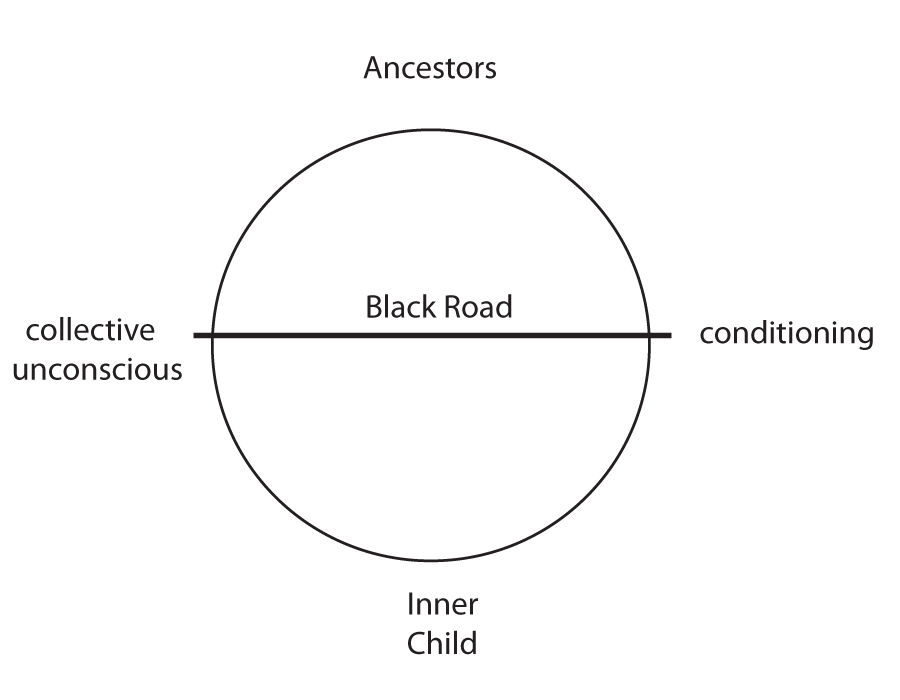 Ancestors
Black Road
collective
unconscious
conditioning
Inner
Child